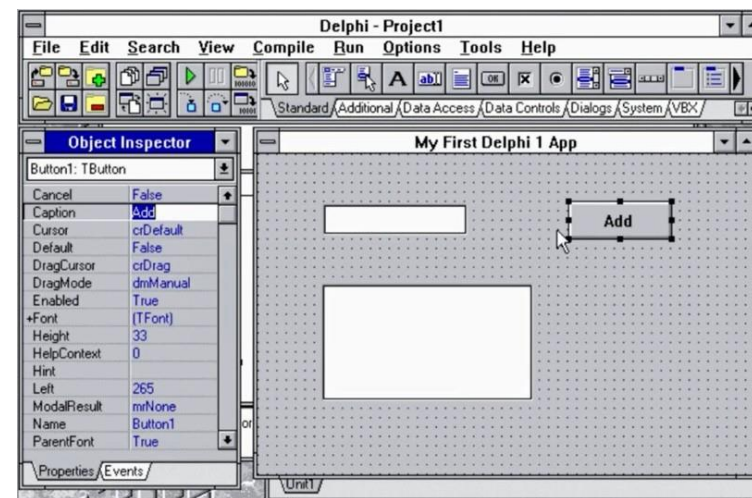 Delphi - Project1
File Edit Search View Compile Run Options Tools Help
Standard Additional Data Access Data Controls Dialogs System VBX
Object Inspector
Button1: TButton
Cancel False
Caption Add
Cursor crDefault
Default False
DragCursor crDrag
DragMode dmManual
Enabled True
+Font (TFont)
Height 33
HelpContext 0
Hint
Left 265
ModalResult mrNone
Name Button1
ParentFont True
Properties Events
My First Delphi 1 App
Add
Unit1